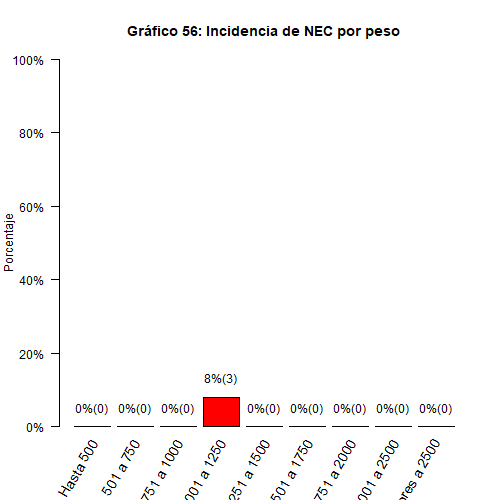 Gráfico 56: Incidencia de NEC por peso
100%
80%
60%
40%
20%
0%
Porcentaje
0%(0)
0%(0)
0%(0)
8%(3)
0%(0)
0%(0)
0%(0)
0%(0)
0%(0)
Hasta 500
501 a 750
751 a 1000
001 a 1250
251 a 1500
501 a 1750
751 a 2000
001 a 2500
ores a 2500